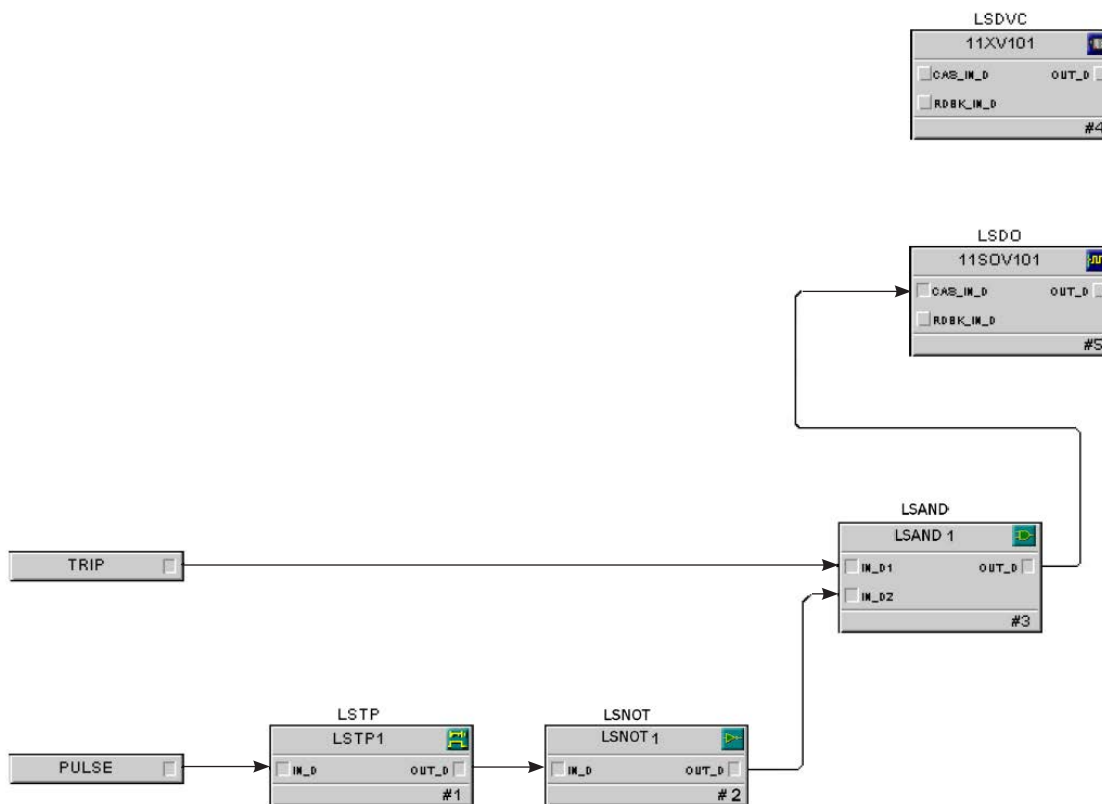 LSDVC
11XV101
CAS_IN_D OUT_D
RDBK_IN_D
#4
LSDO
11SOV101
CAS_IN_D OUT_D
RDBK_IN_D
#5
LSAND
LSAND 1
TRIP
IN_D1 OUT_D
IN_D2
#3
LSTP
LSTP1
LSNOT
LSNOT 1
PULSE
IN_D OUT_D
#1
IN_D OUT_D
# 2